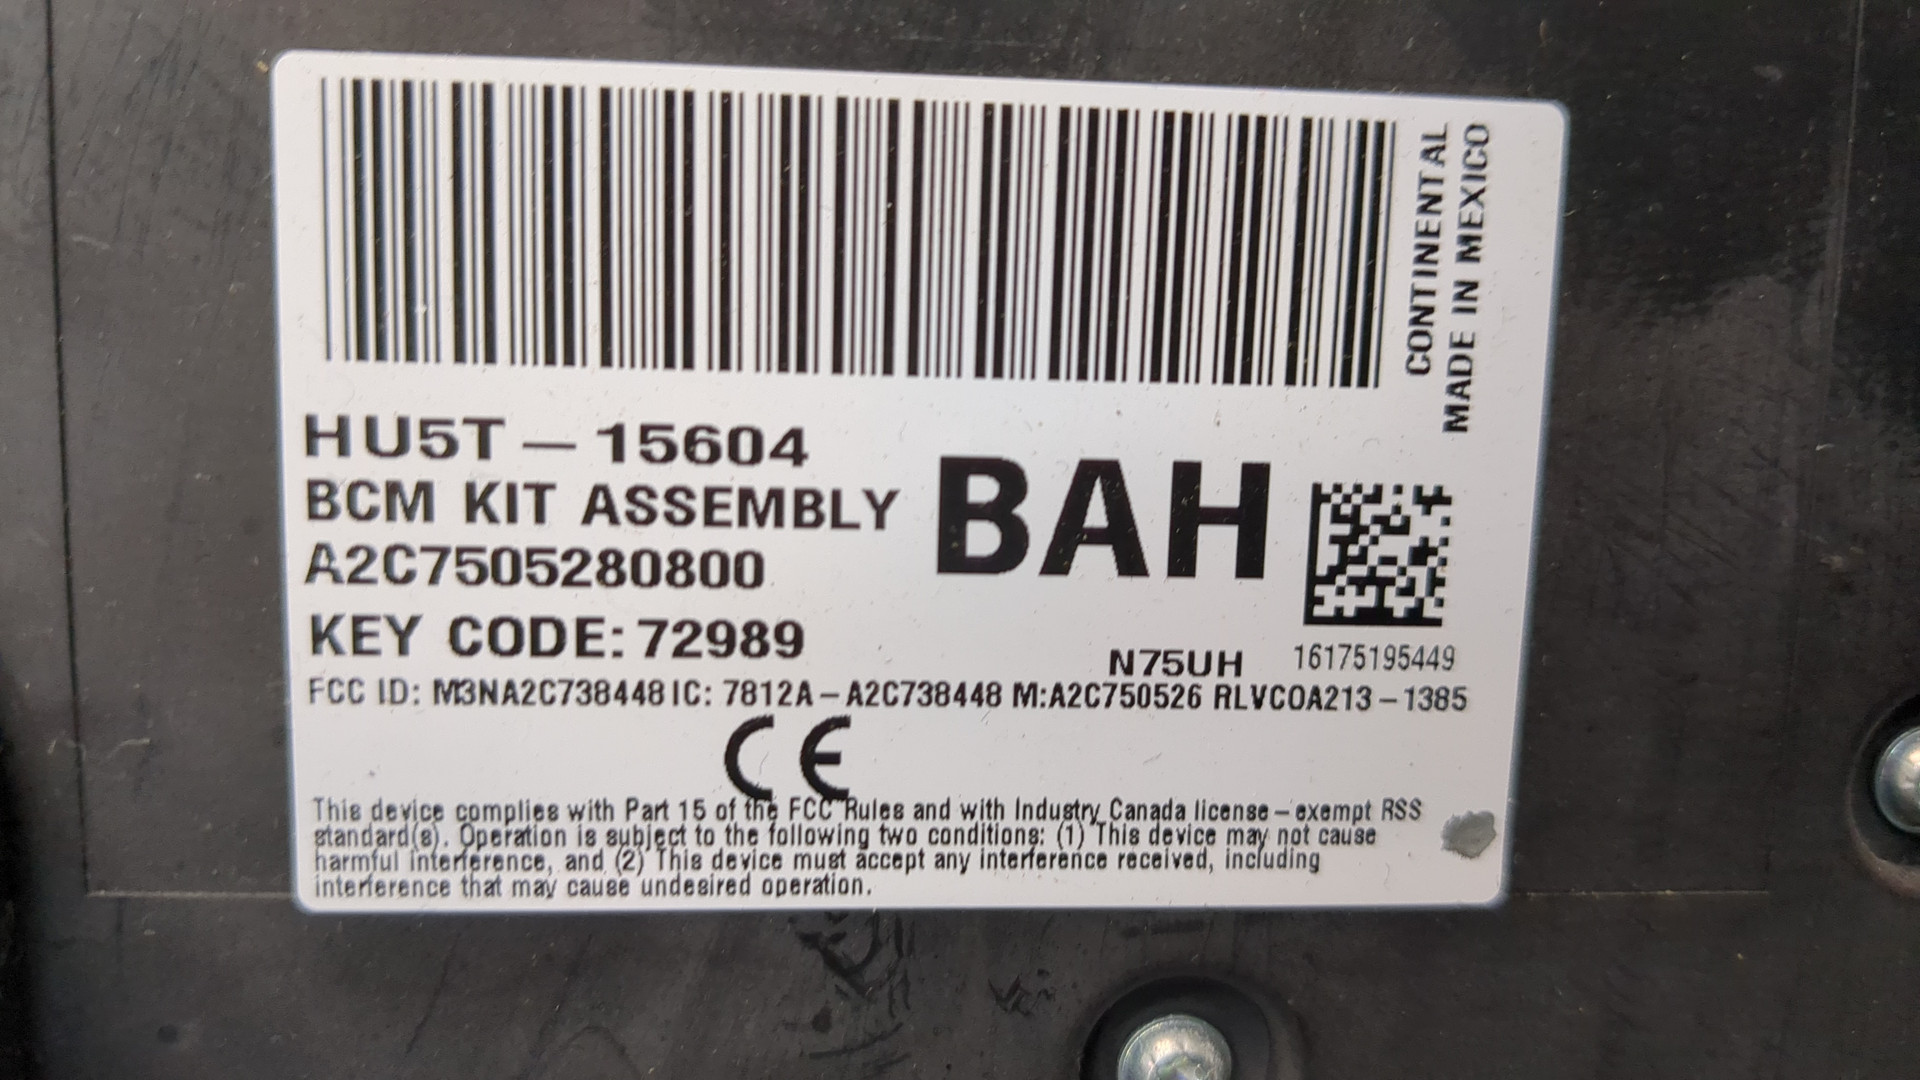 CONTINENTAL
MADE IN MEXICO
HU5T-15604
BCM KIT ASSEMBLY
BAH
A2C7505280800
KEY CODE: 72989
N75UH 16175195449
FCC ID: M3NA2C738448 IC: 7812A-A2C738448 M:A2C750526 RLVCOA213-1385
CE
This device complies with Part 15 of the FCC Rules and with Industry Canada license-exempt RSS
standard(s). Operation is subject to the following two conditions: (1) This device may not cause
harmful interference, and (2) This device must accept any interference received, including
interference that may cause undesired operation.